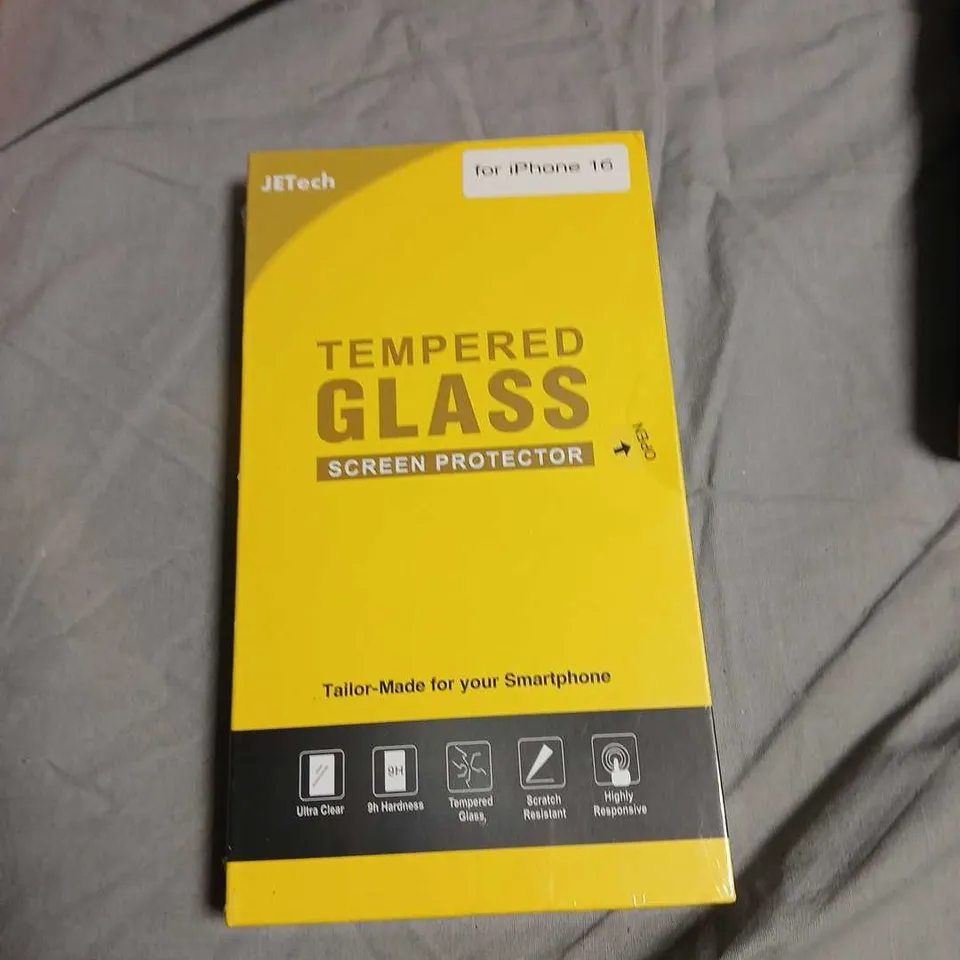 JETech
for iPhone 16
TEMPERED
GLASS
SCREEN PROTECTOR
OPEN
Tailor-Made for your Smartphone
9H
Ultra Clear
9h Hardness
Tempered
Glass,
Scratch
Resistant
Highly
Responsive